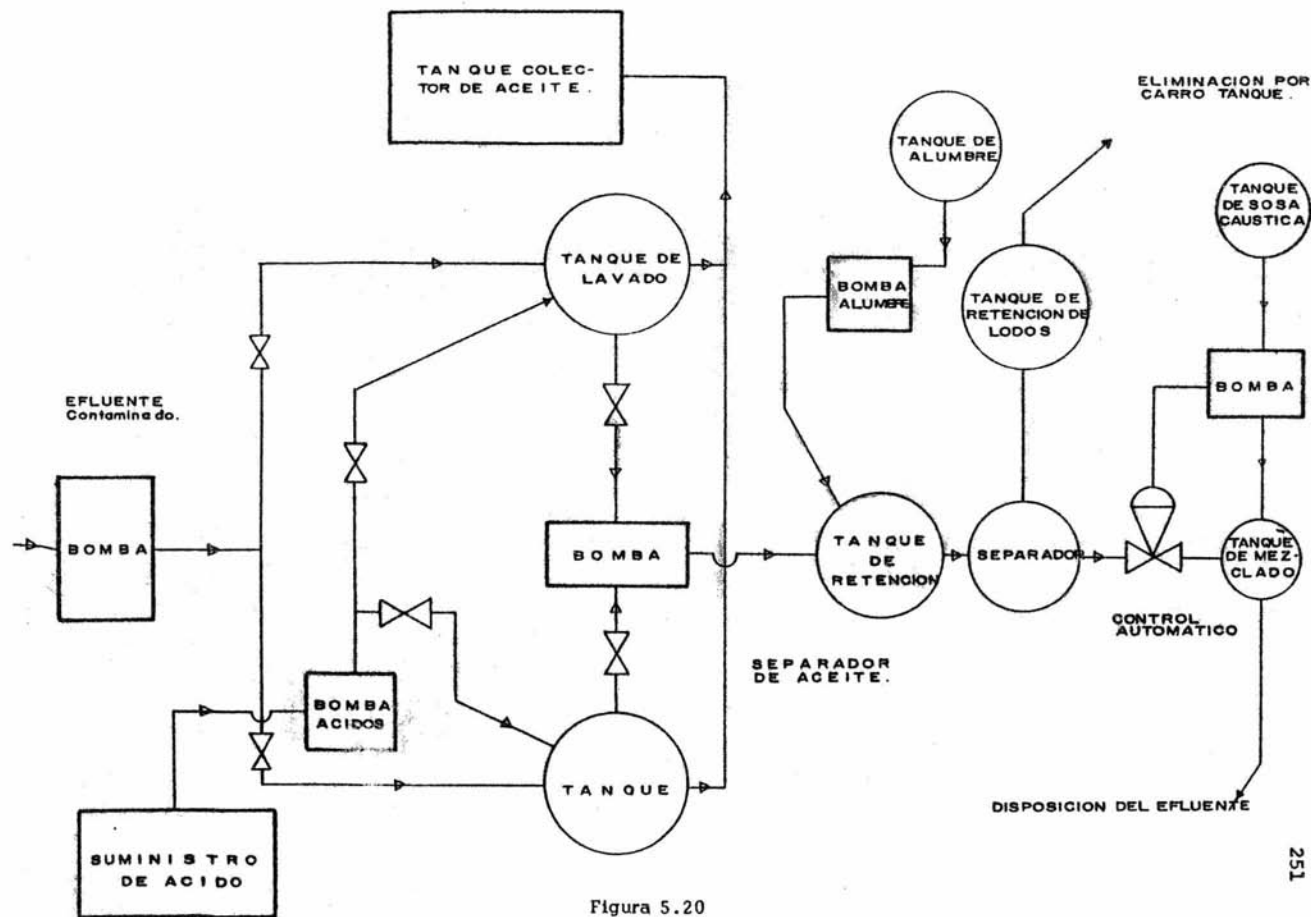 TANQUE COLEC-
TOR DE ACEITE.
ELIMINACION POR
CARRO TANQUE.
TANQUE DE
ALUMBRE
TANQUE
DE SOSA
CAUSTICA
TANQUE DE
LAVADO
BOMBA
ALUMBRE
TANQUE DE
RETENCION DE
LODOS
BOMBA
EFLUENTE
Contaminado.
BOMBA
BOMBA
TANQUE
DE
RETENCION
SEPARADOR
TANQUE
DE MEZ-
CLADO
CONTROL
AUTOMATICO
SEPARADOR
DE ACEITE.
BOMBA
ACIDOS
TANQUE
DISPOSICION DEL EFLUENTE
SUMINISTRO
DE ACIDO
251
Figura 5.20